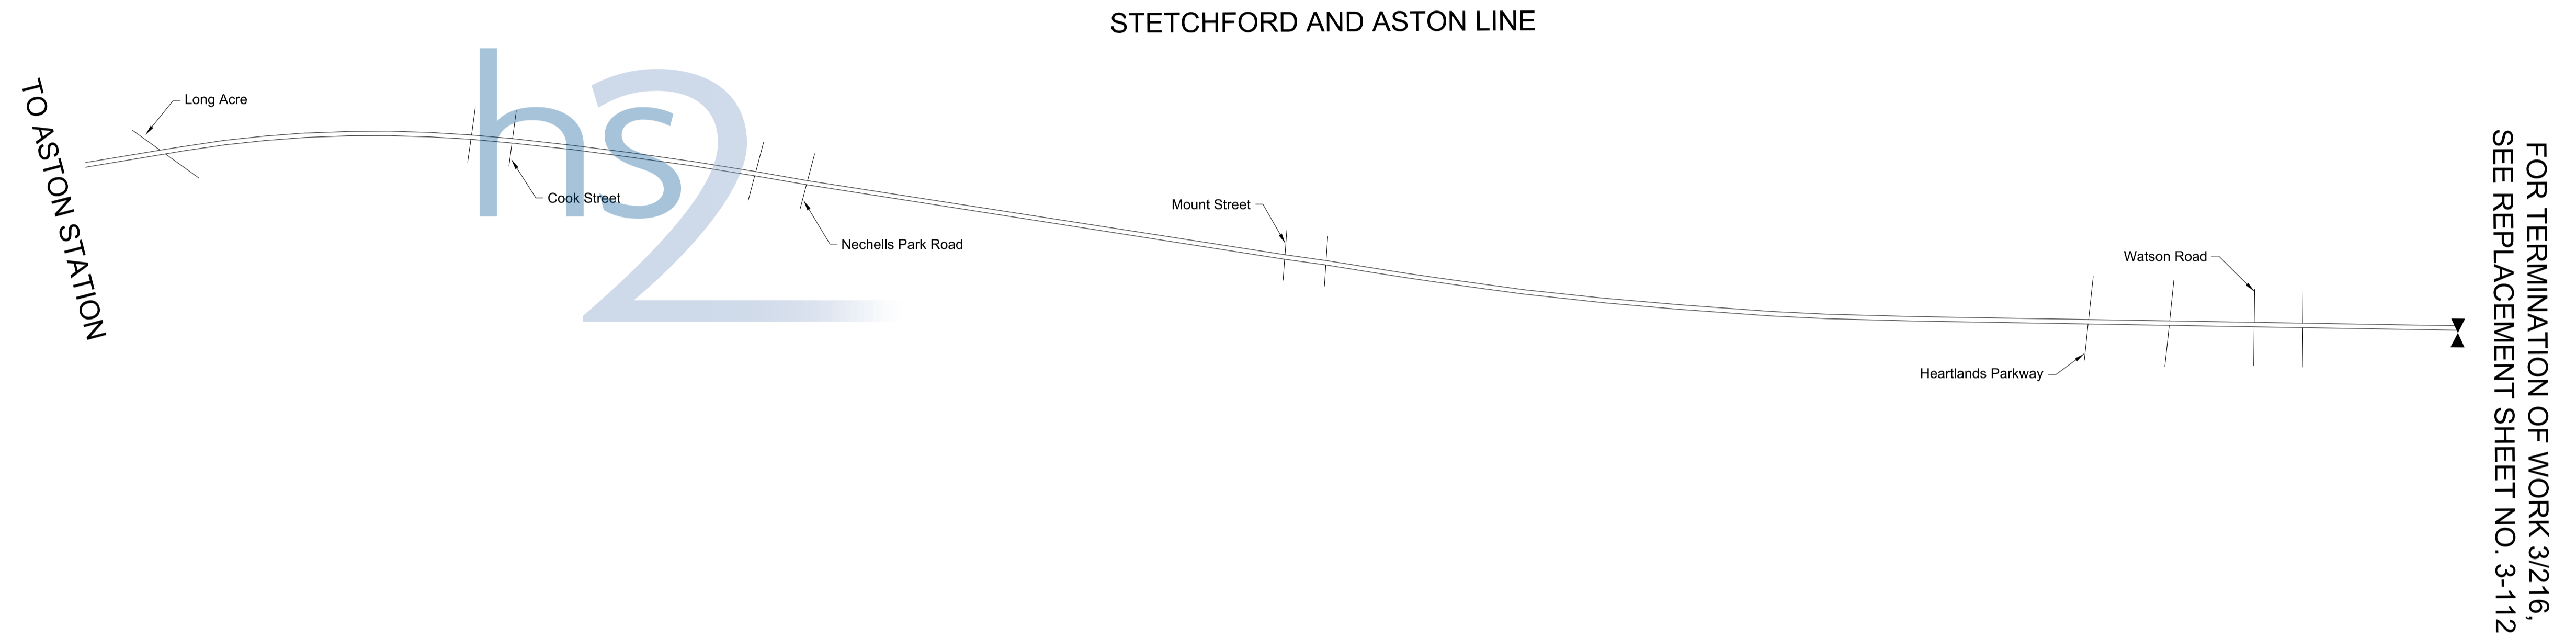 STETCHFORD AND ASTON LINE
TO ASTON STATION
Long Acre
hs2
Cook Street
Nechells Park Road
Mount Street
Watson Road
Heartlands Parkway
FOR TERMINATION OF WORK 3/216,
SEE REPLACEMENT SHEET NO. 3-112